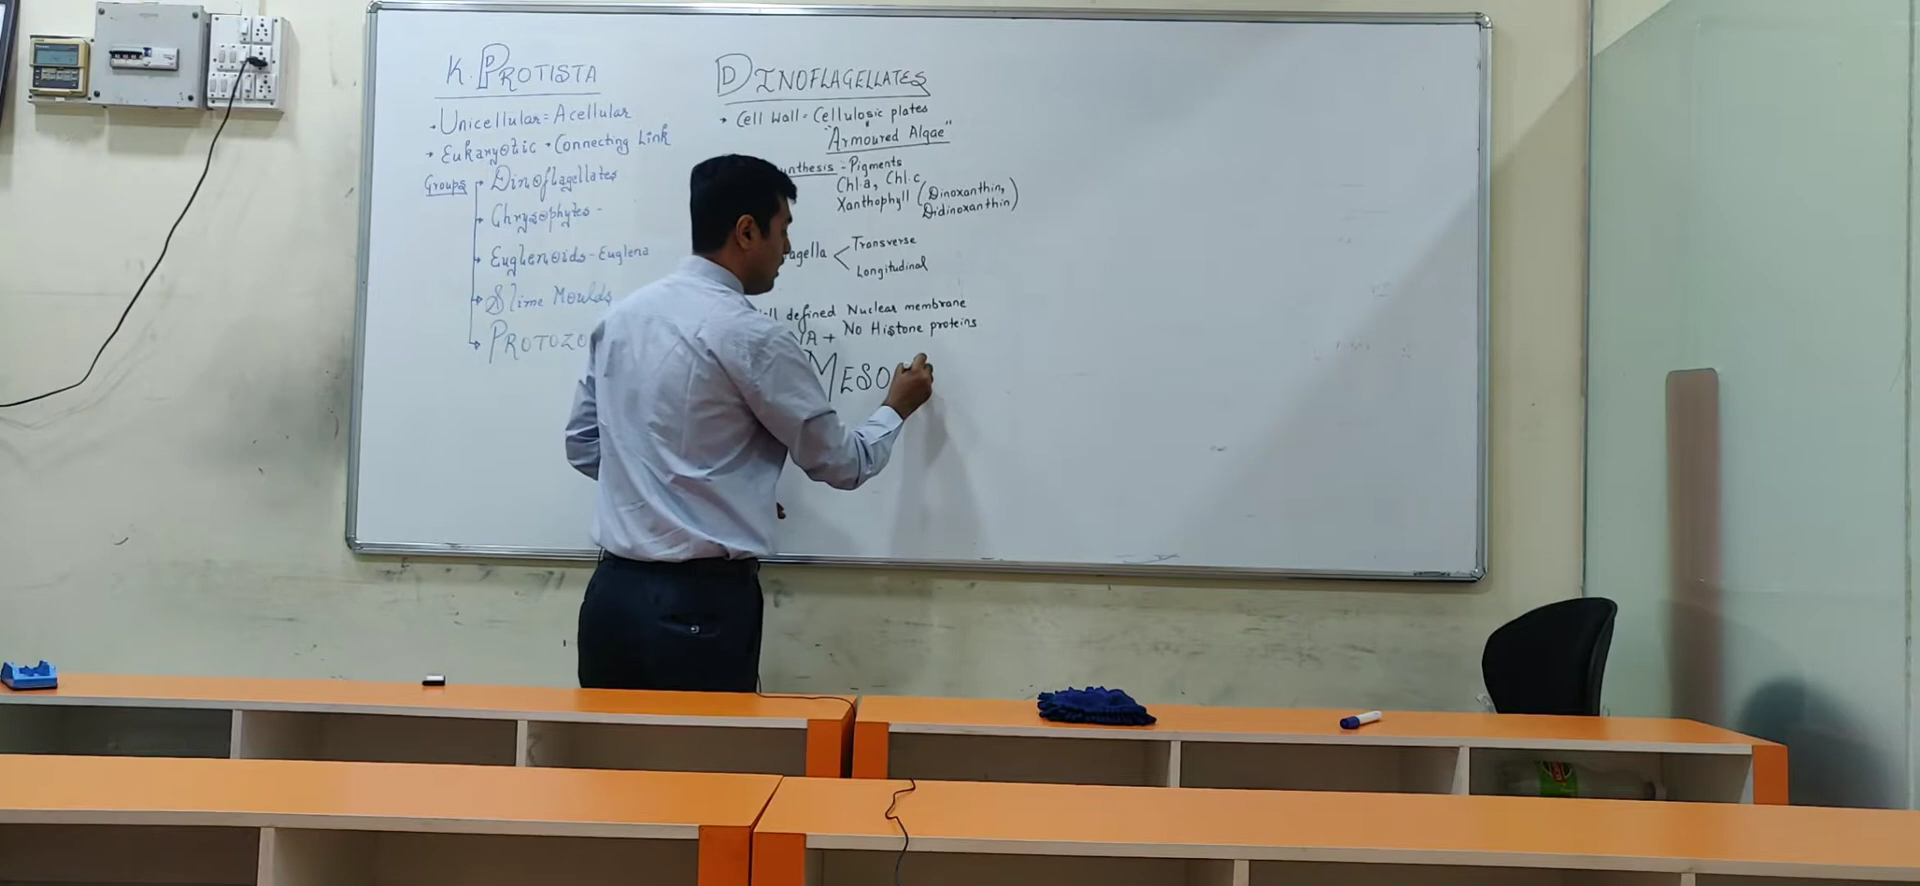 K. PROTISTA
• Unicellular = Acellular
• Eukaryotic • Connecting Link
Groups
Dinoflagellates
Chrysophytes -
Euglenoids - Euglena
Slime Moulds
PROTOZO
DINOFLAGELLATES
• Cell Wall = Cellulosic plates
"Armoured Algae"
unthesis - Pigments
Chl.a, Chl.c
Xanthophyll (Dinoxanthin,
Didinoxanthin)
agella < Transverse
Longitudinal
ll defined Nuclear membrane
NA + No Histone proteins
MESO